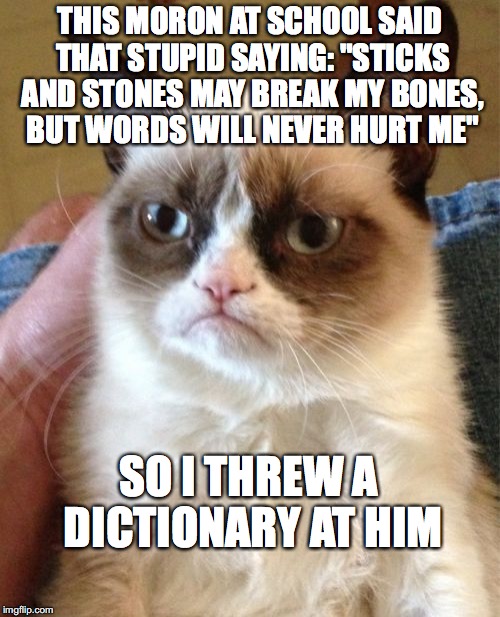 THIS MORON AT SCHOOL SAID
THAT STUPID SAYING: "STICKS
AND STONES MAY BREAK MY BONES,
BUT WORDS WILL NEVER HURT ME"
SO I THREW A
DICTIONARY AT HIM
imgflip.com